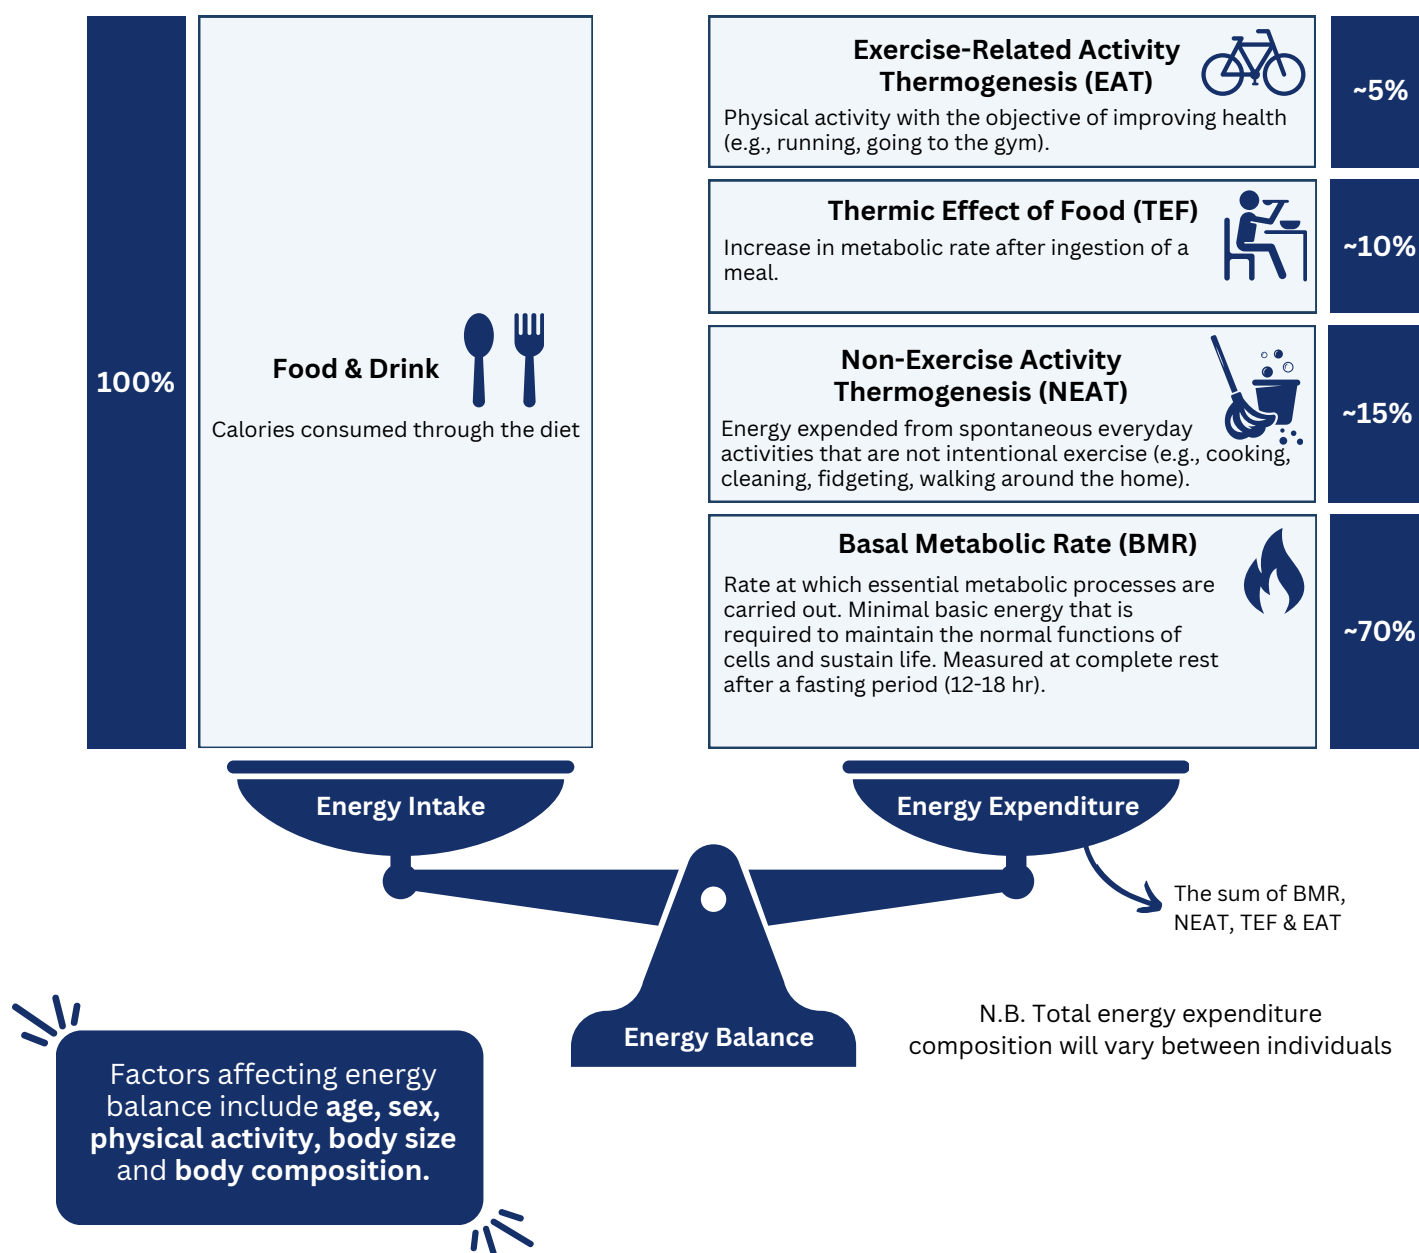 100%
Food & Drink
Calories consumed through the diet
Exercise-Related Activity
Thermogenesis (EAT)
Physical activity with the objective of improving health
(e.g., running, going to the gym).
~5%
Thermic Effect of Food (TEF)
Increase in metabolic rate after ingestion of a
meal.
~10%
Non-Exercise Activity
Thermogenesis (NEAT)
Energy expended from spontaneous everyday
activities that are not intentional exercise (e.g., cooking,
cleaning, fidgeting, walking around the home).
~15%
Basal Metabolic Rate (BMR)
Rate at which essential metabolic processes are
carried out. Minimal basic energy that is
required to maintain the normal functions of
cells and sustain life. Measured at complete rest
after a fasting period (12-18 hr).
~70%
Energy Intake
Energy Expenditure
The sum of BMR,
NEAT, TEF & EAT
Energy Balance
N.B. Total energy expenditure
composition will vary between individuals
Factors affecting energy
balance include age, sex,
physical activity, body size
and body composition.